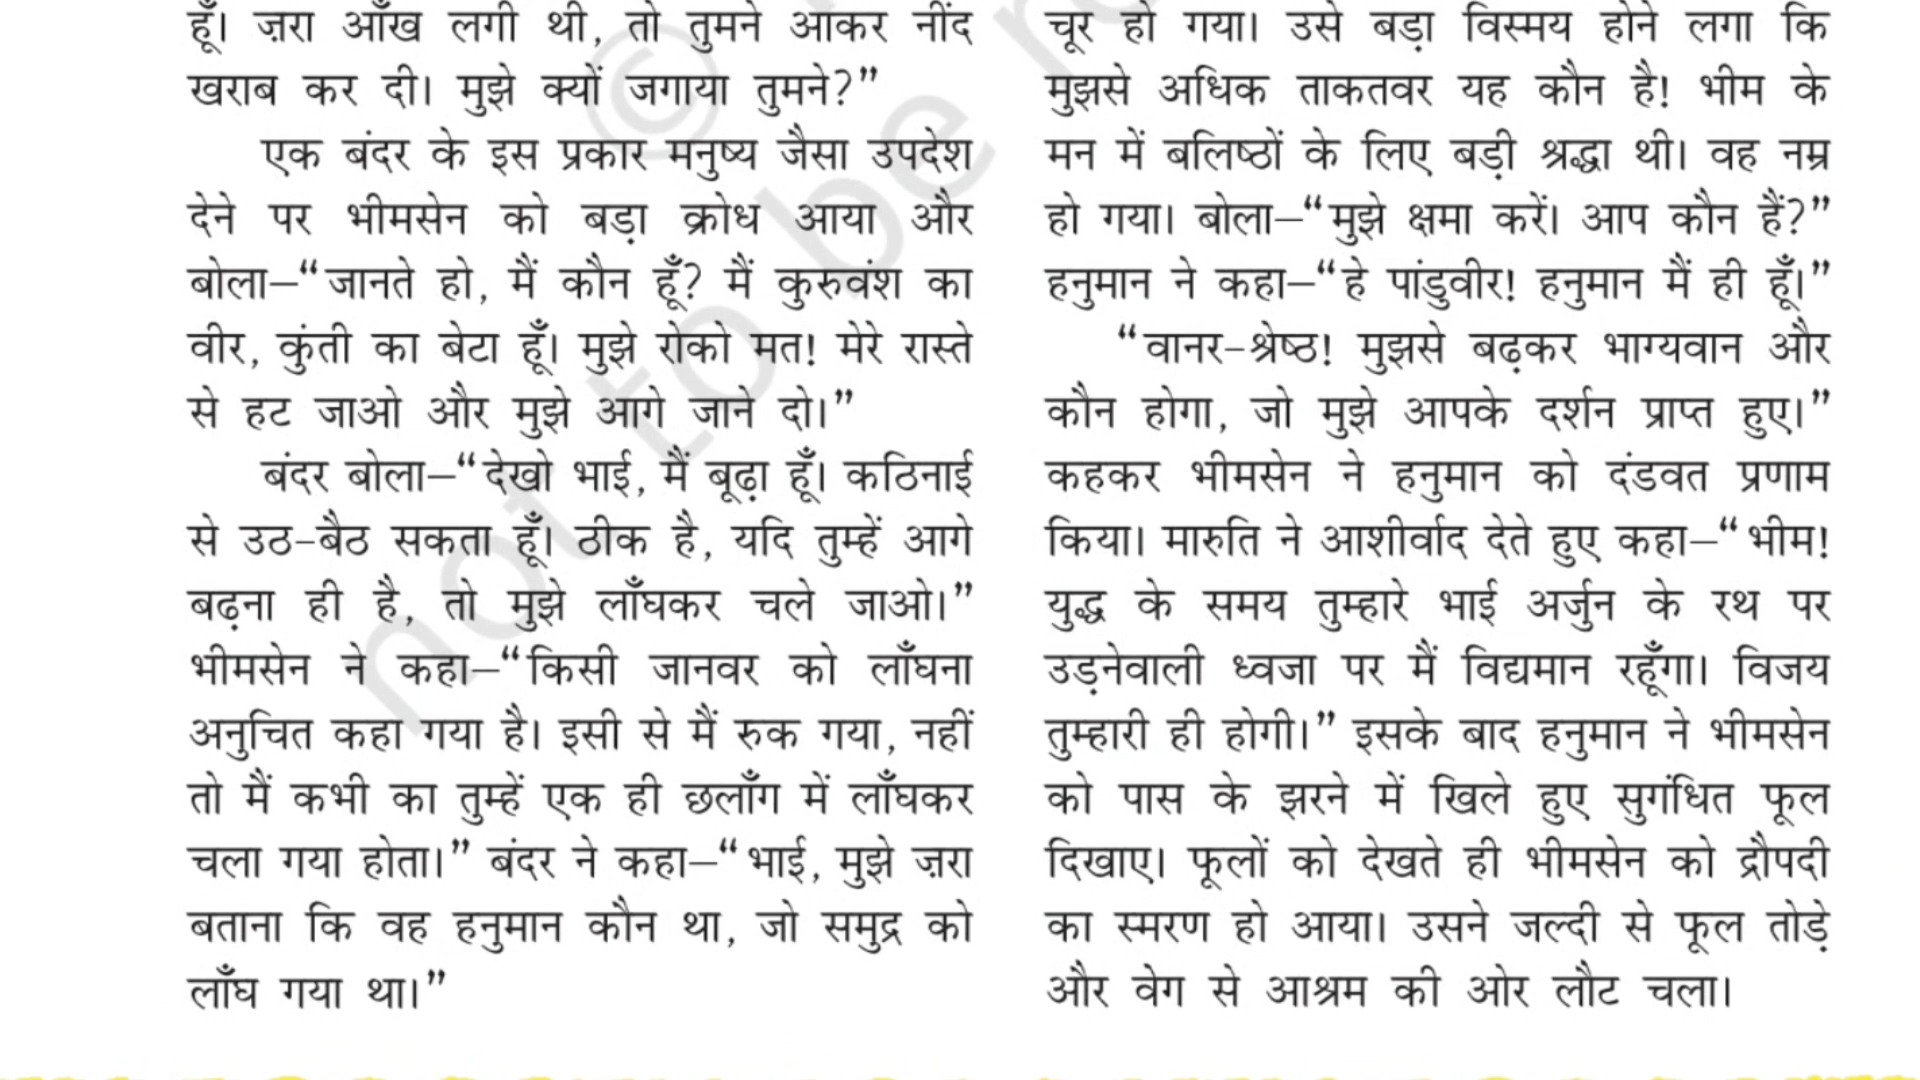 हूँ। ज़रा आँख लगी थी, तो तुमने आकर नींद
खराब कर दी। मुझे क्यों जगाया तुमने?”
एक बंदर के इस प्रकार मनुष्य जैसा उपदेश
देने पर भीमसेन को बड़ा क्रोध आया और
बोला—“जानते हो, मैं कौन हूँ? मैं कुरुवंश का
वीर, कुंती का बेटा हूँ। मुझे रोको मत! मेरे रास्ते
से हट जाओ और मुझे आगे जाने दो।”
बंदर बोला—“देखो भाई, मैं बूढ़ा हूँ। कठिनाई
से उठ-बैठ सकता हूँ। ठीक है, यदि तुम्हें आगे
बढ़ना ही है, तो मुझे लाँघकर चले जाओ।”
भीमसेन ने कहा—“किसी जानवर को लाँघना
अनुचित कहा गया है। इसी से मैं रुक गया, नहीं
तो मैं कभी का तुम्हें एक ही छलाँग में लाँघकर
चला गया होता।” बंदर ने कहा—“भाई, मुझे ज़रा
बताना कि वह हनुमान कौन था, जो समुद्र को
लाँघ गया था।”
चूर हो गया। उसे बड़ा विस्मय होने लगा कि
मुझसे अधिक ताकतवर यह कौन है! भीम के
मन में बलिष्ठों के लिए बड़ी श्रद्धा थी। वह नम्र
हो गया। बोला—“मुझे क्षमा करें। आप कौन हैं?”
हनुमान ने कहा—“हे पांडुवीर! हनुमान मैं ही हूँ।”
“वानर-श्रेष्ठ! मुझसे बढ़कर भाग्यवान और
कौन होगा, जो मुझे आपके दर्शन प्राप्त हुए।”
कहकर भीमसेन ने हनुमान को दंडवत प्रणाम
किया। मारुति ने आशीर्वाद देते हुए कहा—“भीम!
युद्ध के समय तुम्हारे भाई अर्जुन के रथ पर
उड़नेवाली ध्वजा पर मैं विद्यमान रहूँगा। विजय
तुम्हारी ही होगी।” इसके बाद हनुमान ने भीमसेन
को पास के झरने में खिले हुए सुगंधित फूल
दिखाए। फूलों को देखते ही भीमसेन को द्रौपदी
का स्मरण हो आया। उसने जल्दी से फूल तोड़े
और वेग से आश्रम की ओर लौट चला।
© 
not to be